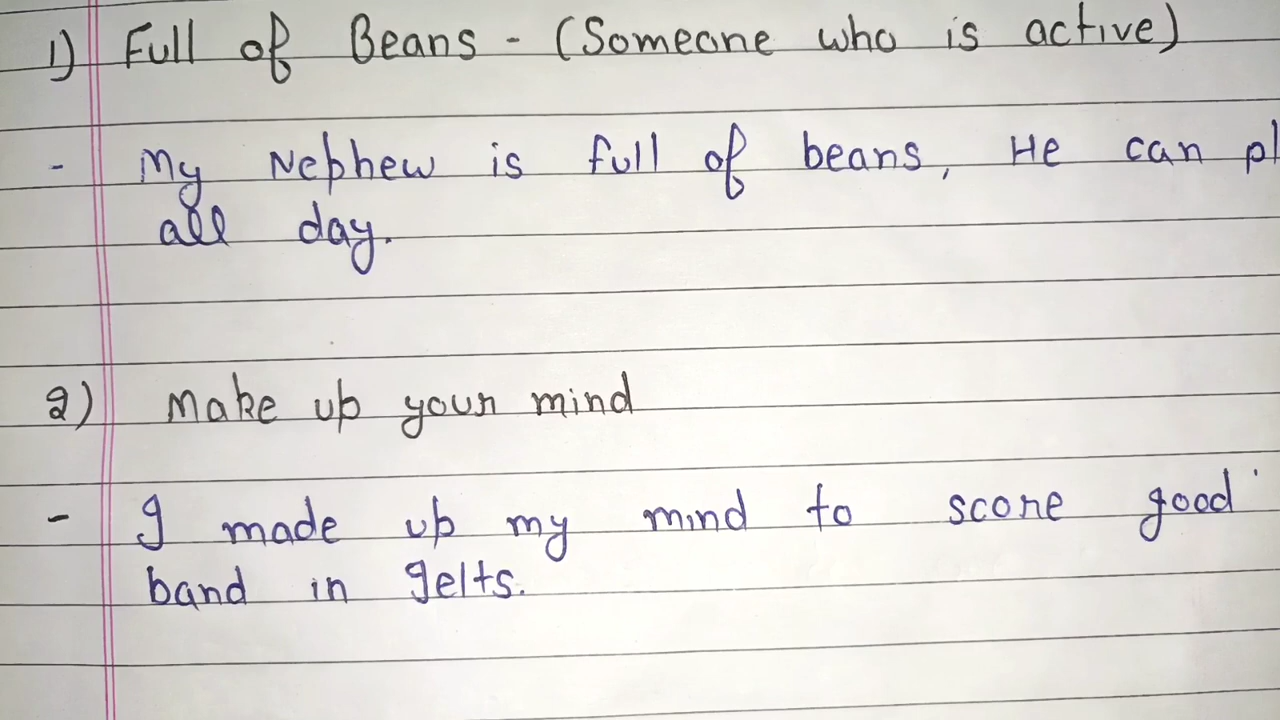 1) Full of Beans - (Someone who is active)
- My Nephew is full of beans, He can pl
all day.
2) Make up your mind
- I made up my mind to score good
band in Ielts.